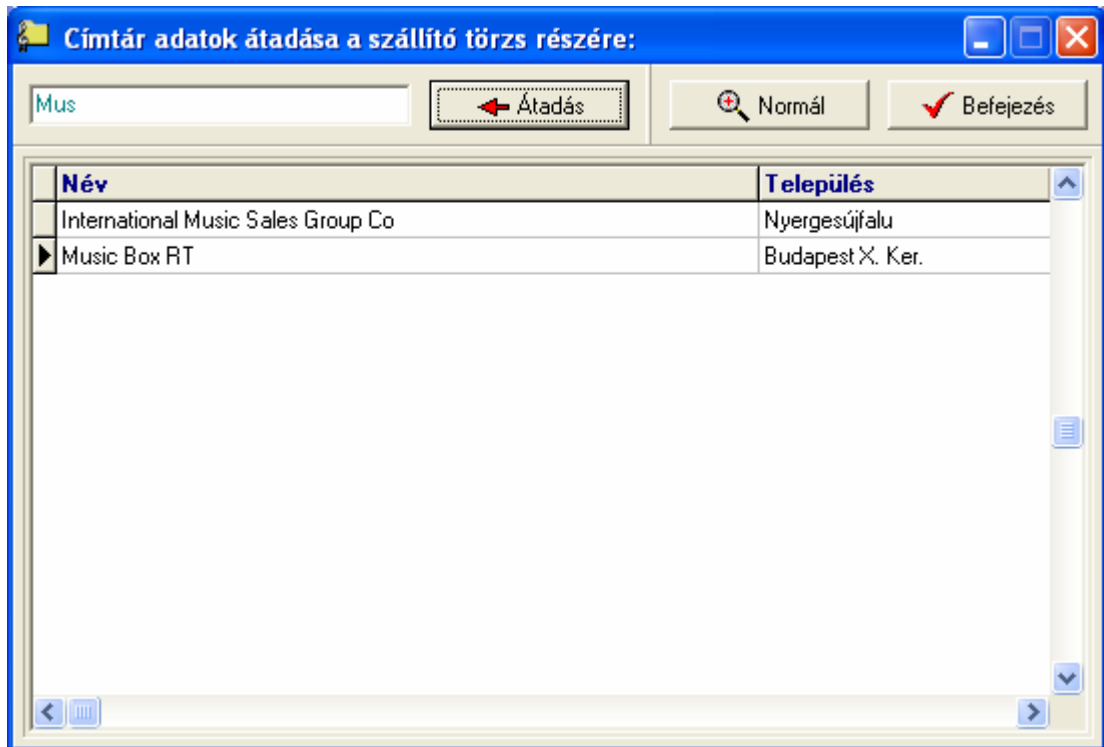 Címtár adatok átadása a szállító törzs részére:
Mus Átadás Normál Befejezés
Név Település
International Music Sales Group Co Nyergesújfalu
Music Box RT Budapest X. Ker.